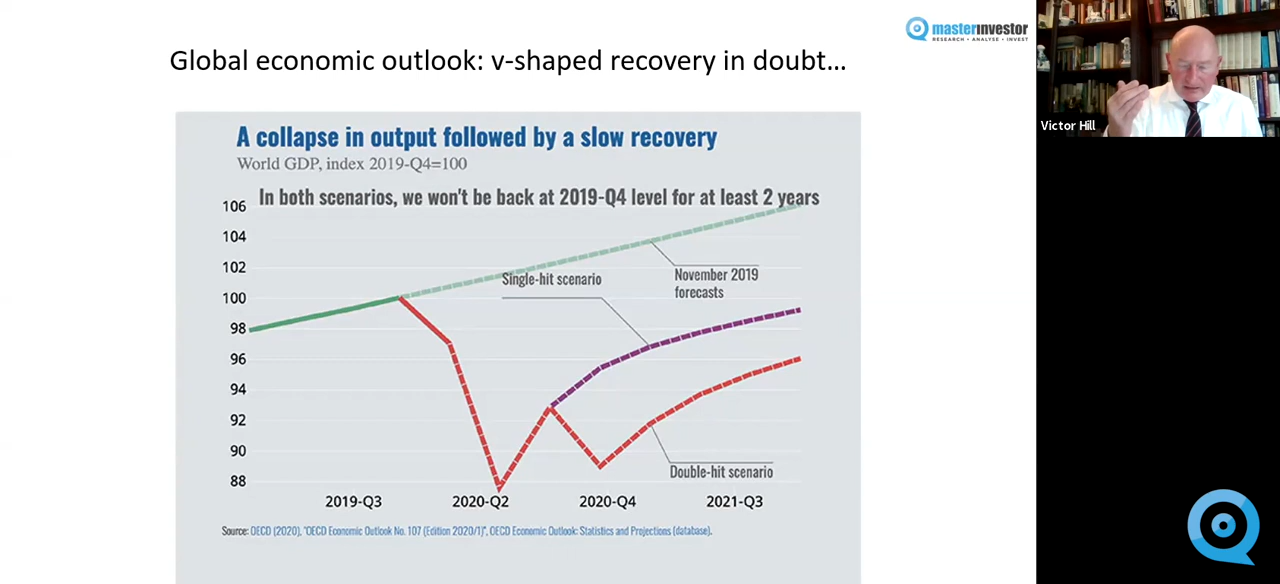 masterinvestor
RESEARCH • ANALYSE • INVEST
Global economic outlook: v-shaped recovery in doubt...
Victor Hill
A collapse in output followed by a slow recovery
World GDP, index 2019-Q4=100
In both scenarios, we won't be back at 2019-Q4 level for at least 2 years
106
104
102
100
98
96
94
92
90
88
Single-hit scenario
November 2019
forecasts
Double-hit scenario
2019-Q3
2020-Q2
2020-Q4
2021-Q3
Source: OECD (2020), "OECD Economic Outlook No. 107 (Edition 2020/1)", OECD Economic Outlook: Statistics and Projections (database).